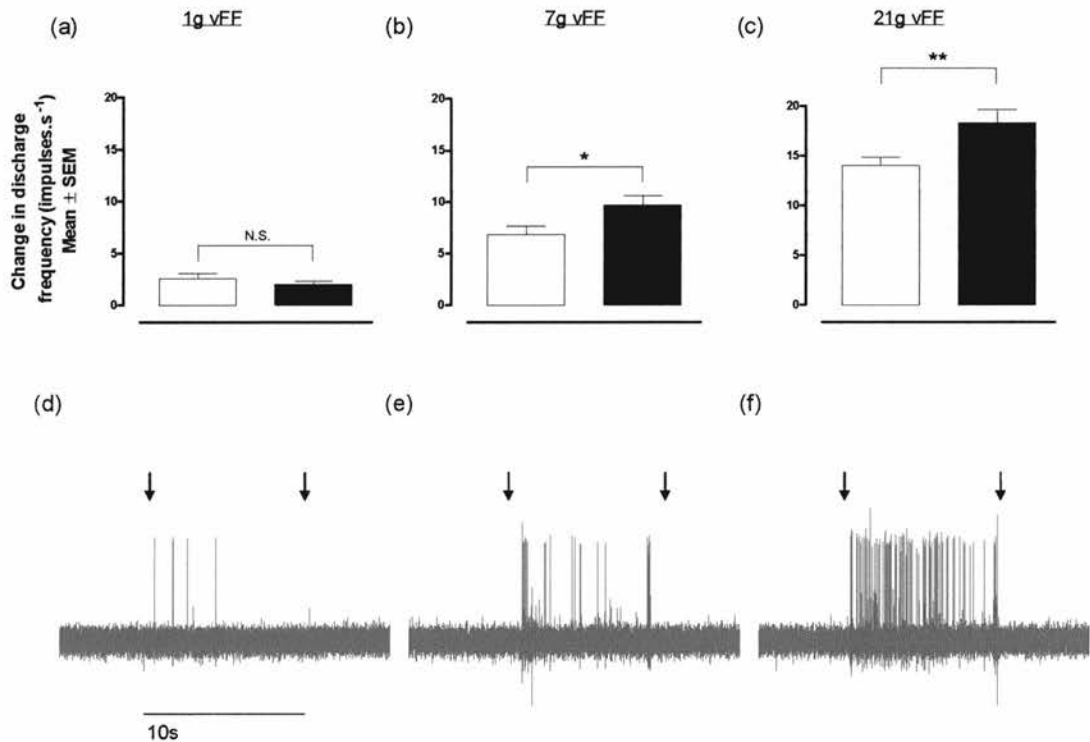 (a) 1g vFF
(b) 7g vFF
(c) 21g vFF
Change in discharge
frequency (impulses.s⁻¹)
Mean ± SEM
20
15
10
5
0
N.S.
20
15
10
5
0
*
20
15
10
5
0
**
(d)
(e)
(f)
10s